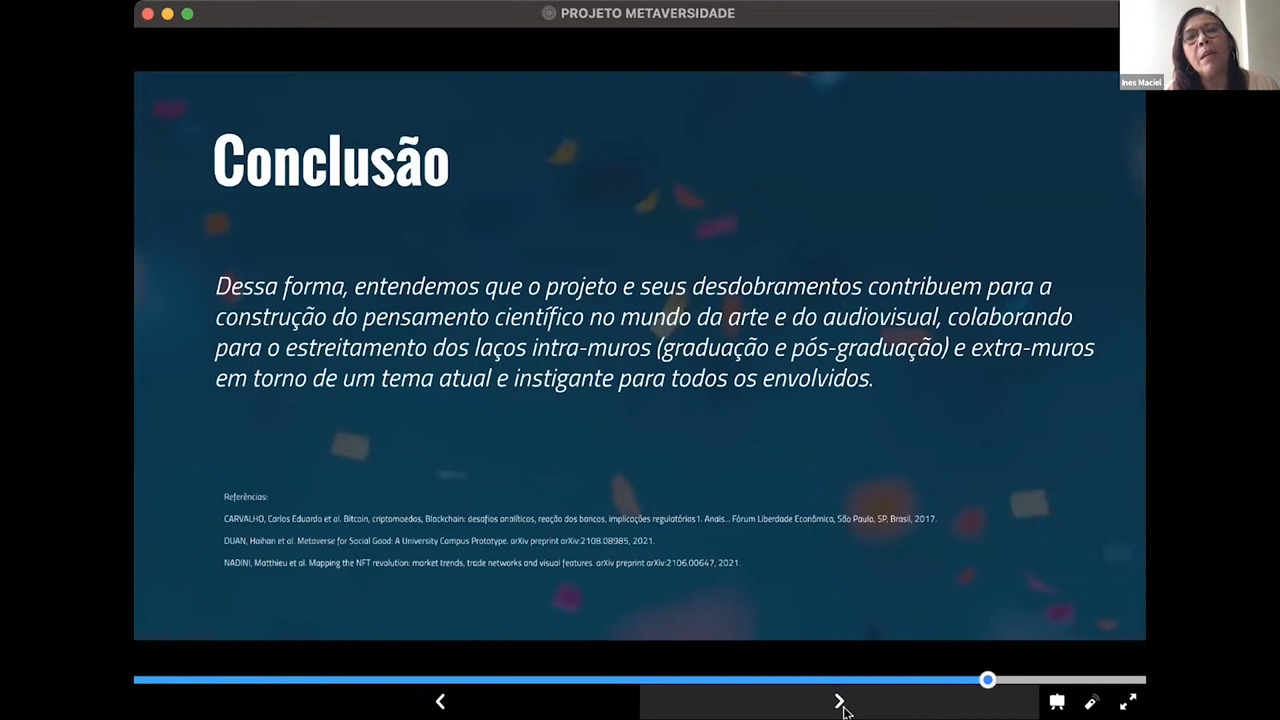 PROJETO METAVERSIDADE
Ines Maciel
Conclusão
Dessa forma, entendemos que o projeto e seus desdobramentos contribuem para a
construção do pensamento científico no mundo da arte e do audiovisual, colaborando
para o estreitamento dos laços intra-muros (graduação e pós-graduação) e extra-muros
em torno de um tema atual e instigante para todos os envolvidos.
Referências:
CARVALHO, Carlos Eduardo et al. Bitcoin, criptomoedas, Blockchain: desafios analíticos, reação dos bancos, implicações regulatórias1. Anais... Fórum Liberdade Econômica, São Paulo, SP, Brasil, 2017.
DUAN, Haihan et al. Metaverse for Social Good: A University Campus Prototype. arXiv preprint arXiv:2108.08985, 2021.
NADINI, Matthieu et al. Mapping the NFT revolution: market trends, trade networks and visual features. arXiv preprint arXiv:2106.00647, 2021.